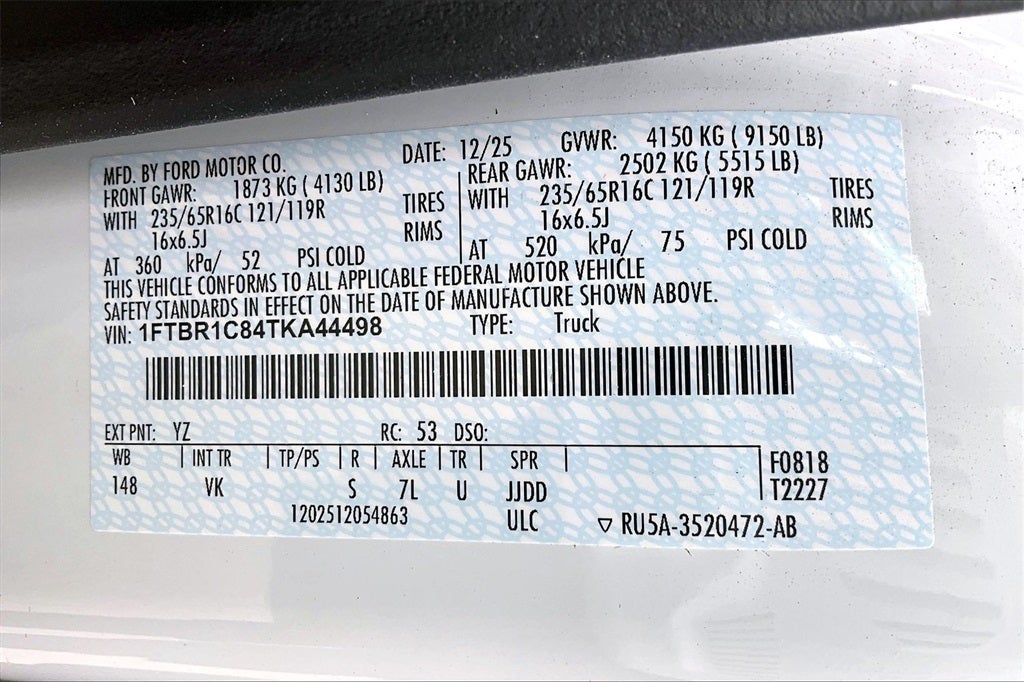 MFD. BY FORD MOTOR CO. DATE: 12/25 GVWR: 4150 KG ( 9150 LB)
FRONT GAWR: 1873 KG ( 4130 LB) REAR GAWR: 2502 KG ( 5515 LB)
WITH 235/65R16C 121/119R TIRES WITH 235/65R16C 121/119R TIRES
16x6.5J RIMS 16x6.5J RIMS
AT 360 kPa/ 52 PSI COLD AT 520 kPa/ 75 PSI COLD
THIS VEHICLE CONFORMS TO ALL APPLICABLE FEDERAL MOTOR VEHICLE
SAFETY STANDARDS IN EFFECT ON THE DATE OF MANUFACTURE SHOWN ABOVE.
VIN: 1FTBR1C84TKA44498 TYPE: Truck
EXT PNT: YZ RC: 53 DSO:
WB INT TR TP/PS R AXLE TR SPR F0818
148 VK S 7L U JJDD T2227
1202512054863 ULC ▽ RU5A-3520472-AB